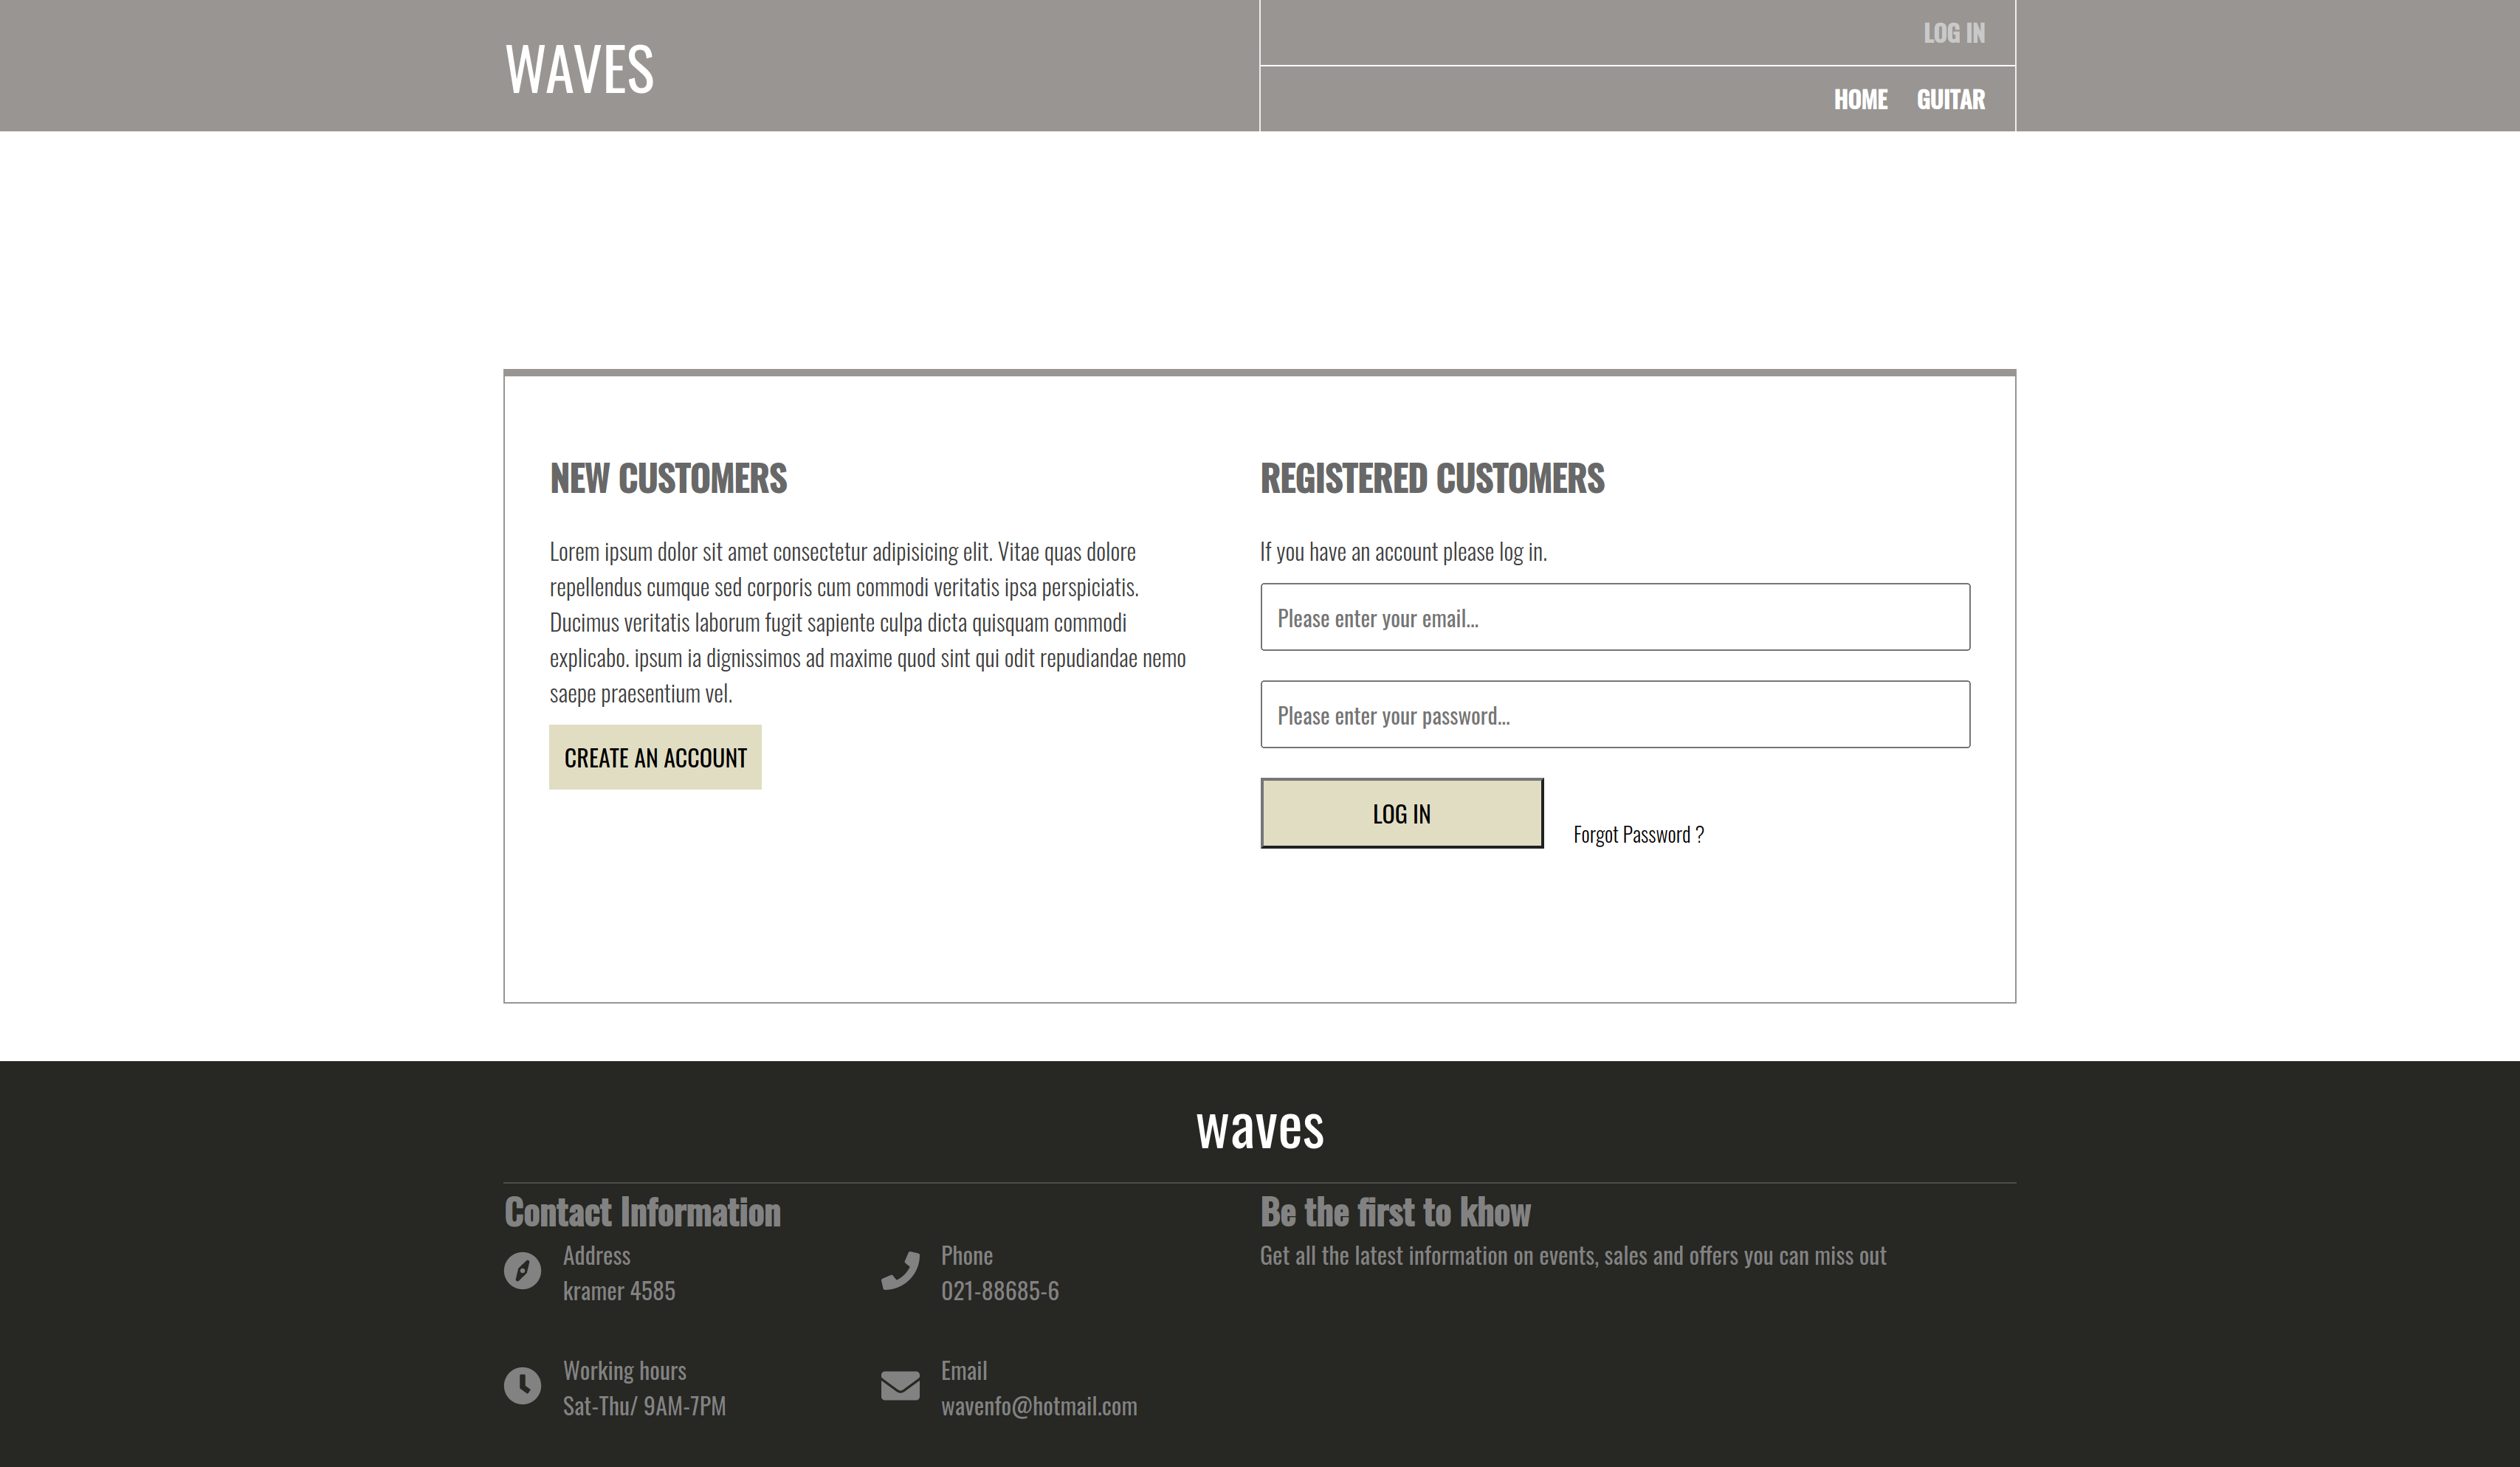 WAVES
LOG IN
HOME GUITAR
NEW CUSTOMERS
Lorem ipsum dolor sit amet consectetur adipisicing elit. Vitae quas dolore
repellendus cumque sed corporis cum commodi veritatis ipsa perspiciatis.
Ducimus veritatis laborum fugit sapiente culpa dicta quisquam commodi
explicabo. ipsum ia dignissimos ad maxime quod sint qui odit repudiandae nemo
saepe praesentium vel.
CREATE AN ACCOUNT
REGISTERED CUSTOMERS
If you have an account please log in.
Please enter your email...
Please enter your password...
LOG IN
Forgot Password ?
waves
Contact Information
Address
kramer 4585
Phone
021-88685-6
Working hours
Sat-Thu/ 9AM-7PM
Email
wavenfo@hotmail.com
Be the first to khow
Get all the latest information on events, sales and offers you can miss out